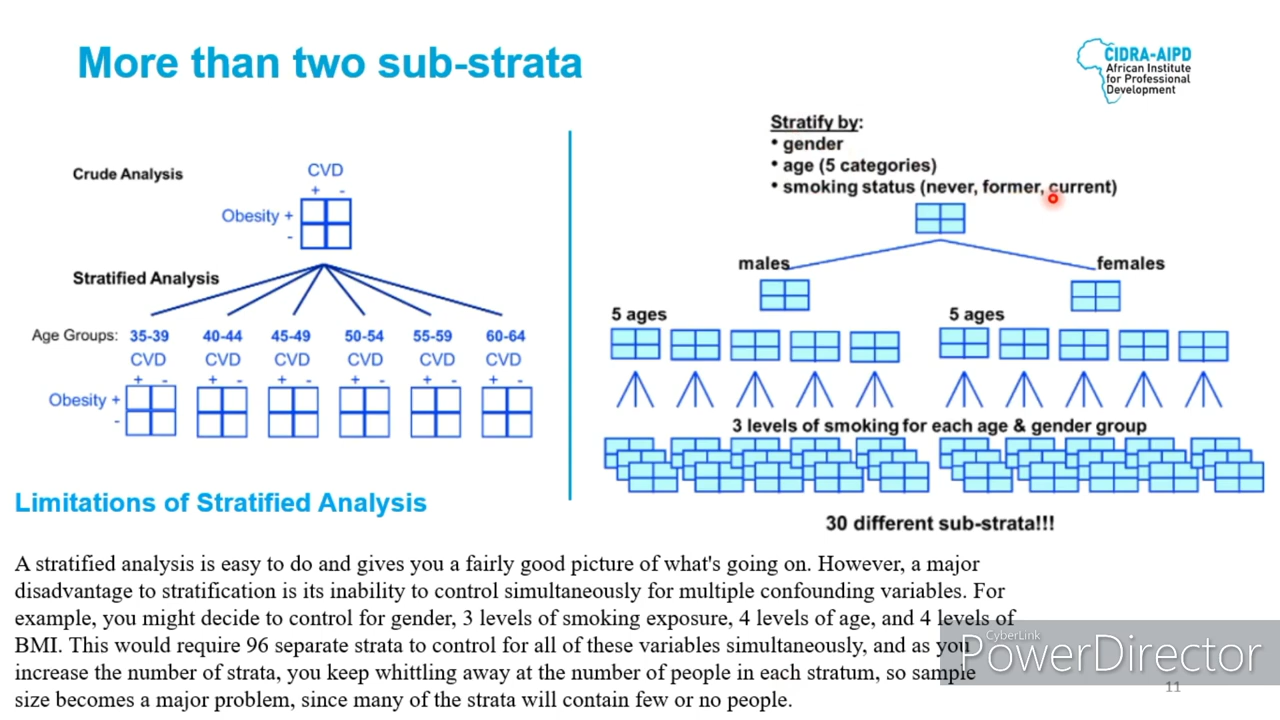 More than two sub-strata
CIDRA-AIPD
African Institute
for Professional
Development
Crude Analysis
CVD
+ -
Obesity +
-
Stratified Analysis
Age Groups: 35-39 40-44 45-49 50-54 55-59 60-64
CVD CVD CVD CVD CVD CVD
+ - + - + - + - + - + -
Obesity +
-
Stratify by:
• gender
• age (5 categories)
• smoking status (never, former, current)
males females
5 ages 5 ages
3 levels of smoking for each age & gender group
30 different sub-strata!!!
Limitations of Stratified Analysis
A stratified analysis is easy to do and gives you a fairly good picture of what's going on. However, a major
disadvantage to stratification is its inability to control simultaneously for multiple confounding variables. For
example, you might decide to control for gender, 3 levels of smoking exposure, 4 levels of age, and 4 levels of
BMI. This would require 96 separate strata to control for all of these variables simultaneously, and as you
increase the number of strata, you keep whittling away at the number of people in each stratum, so sample
size becomes a major problem, since many of the strata will contain few or no people.
CyberLink
PowerDirector
11